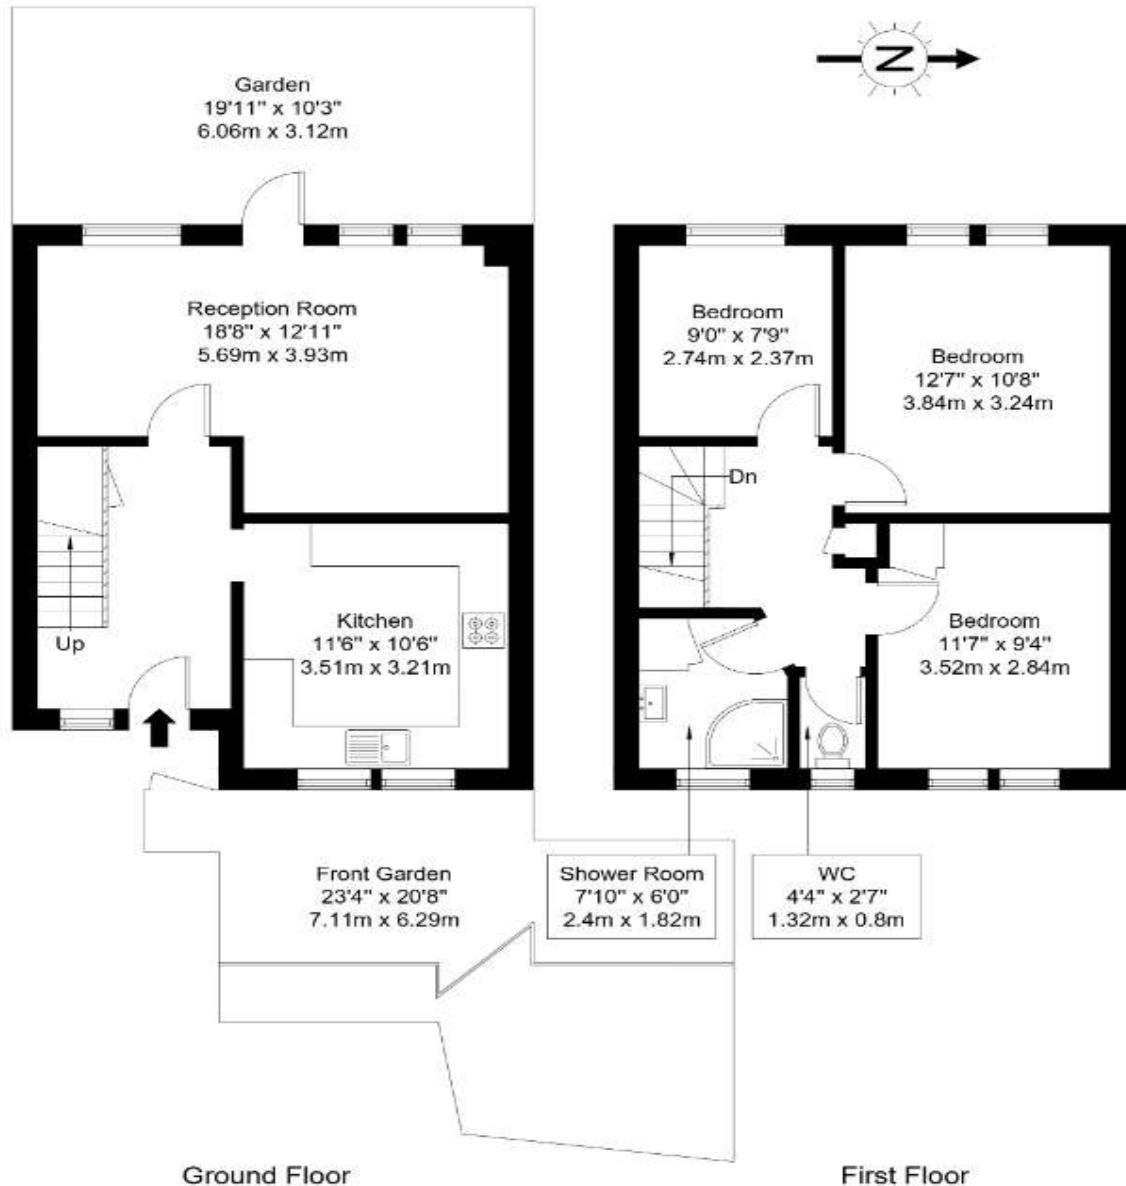 N
Garden
19'11" x 10'3"
6.06m x 3.12m
Reception Room
18'8" x 12'11"
5.69m x 3.93m
Bedroom
9'0" x 7'9"
2.74m x 2.37m
Bedroom
12'7" x 10'8"
3.84m x 3.24m
Dn
Up
Kitchen
11'6" x 10'6"
3.51m x 3.21m
Bedroom
11'7" x 9'4"
3.52m x 2.84m
Front Garden
23'4" x 20'8"
7.11m x 6.29m
Shower Room
7'10" x 6'0"
2.4m x 1.82m
WC
4'4" x 2'7"
1.32m x 0.8m
Ground Floor
First Floor